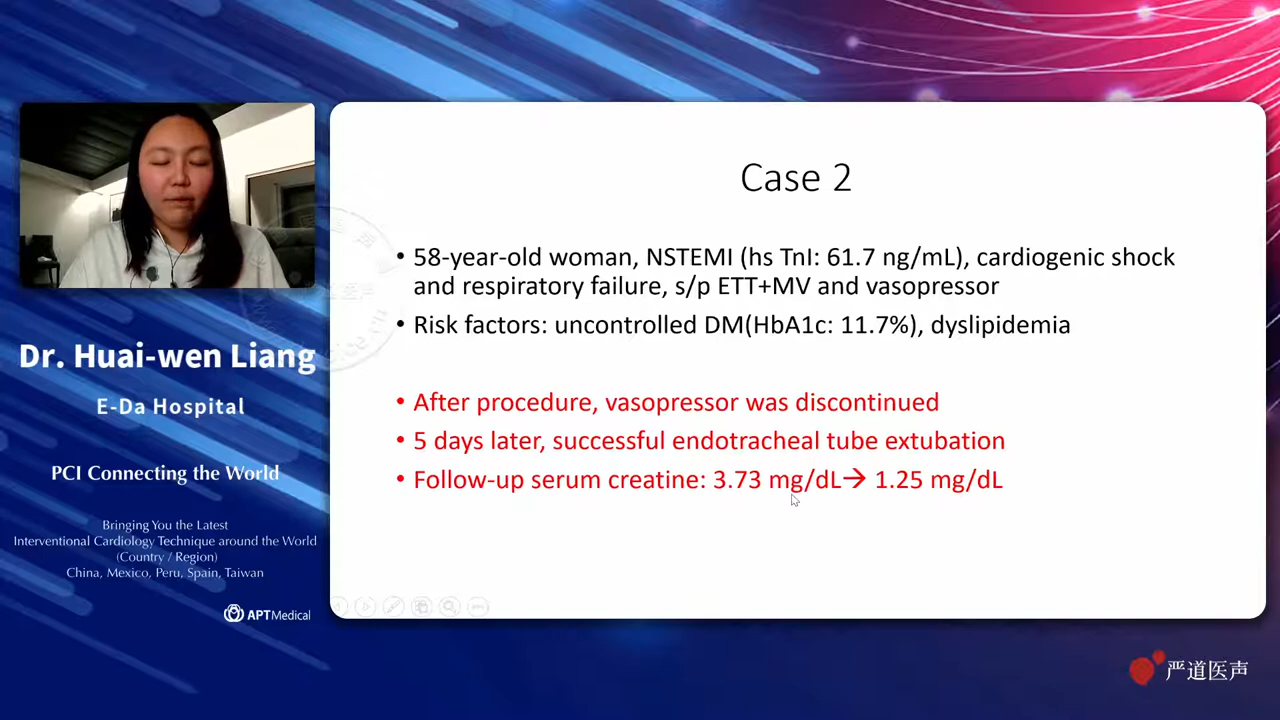 Case 2
• 58-year-old woman, NSTEMI (hs TnI: 61.7 ng/mL), cardiogenic shock
and respiratory failure, s/p ETT+MV and vasopressor
• Risk factors: uncontrolled DM(HbA1c: 11.7%), dyslipidemia
• After procedure, vasopressor was discontinued
• 5 days later, successful endotracheal tube extubation
• Follow-up serum creatine: 3.73 mg/dL→ 1.25 mg/dL
Dr. Huai-wen Liang
E-Da Hospital
PCI Connecting the World
Bringing You the Latest
Interventional Cardiology Technique around the World
(Country / Region)
China, Mexico, Peru, Spain, Taiwan
APTMedical
严道医声